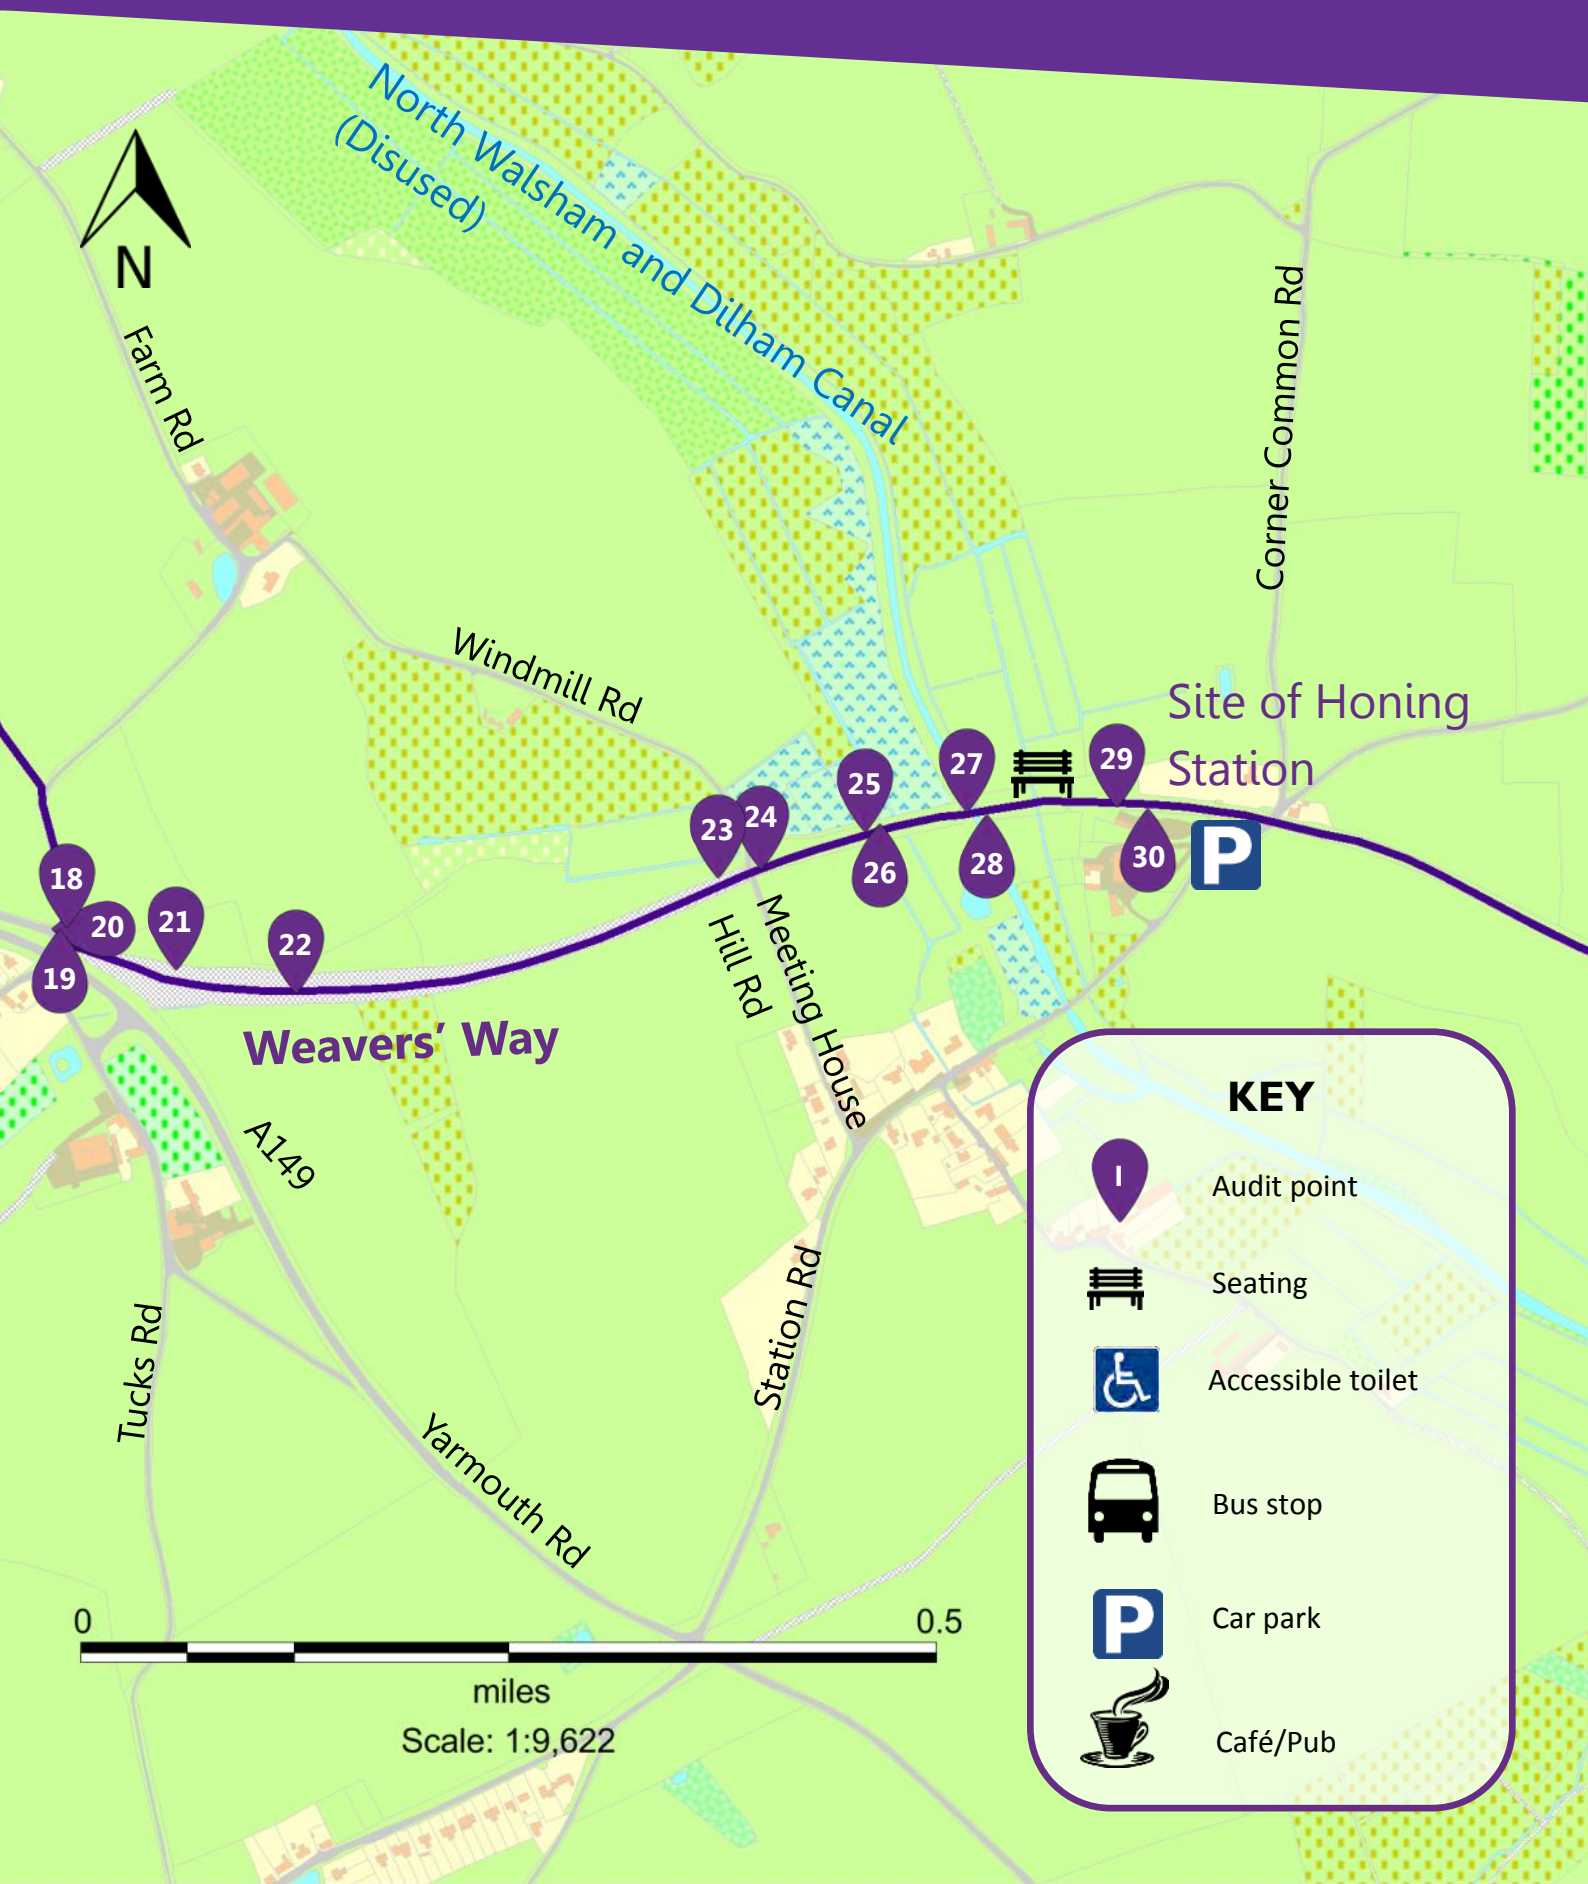 North Walsham and Dilham Canal
(Disused)
N
Farm Rd
Corner Common Rd
Windmill Rd
Site of Honing
Station
27
29
25
23
24
18
20
21
22
26
28
30
P
19
Meeting House
Hill Rd
Weavers’ Way
A149
Tucks Rd
Station Rd
Yarmouth Rd
0
0.5
miles
Scale: 1:9,622
KEY
I
Audit point
Seating
Accessible toilet
Bus stop
P
Car park
Café/Pub